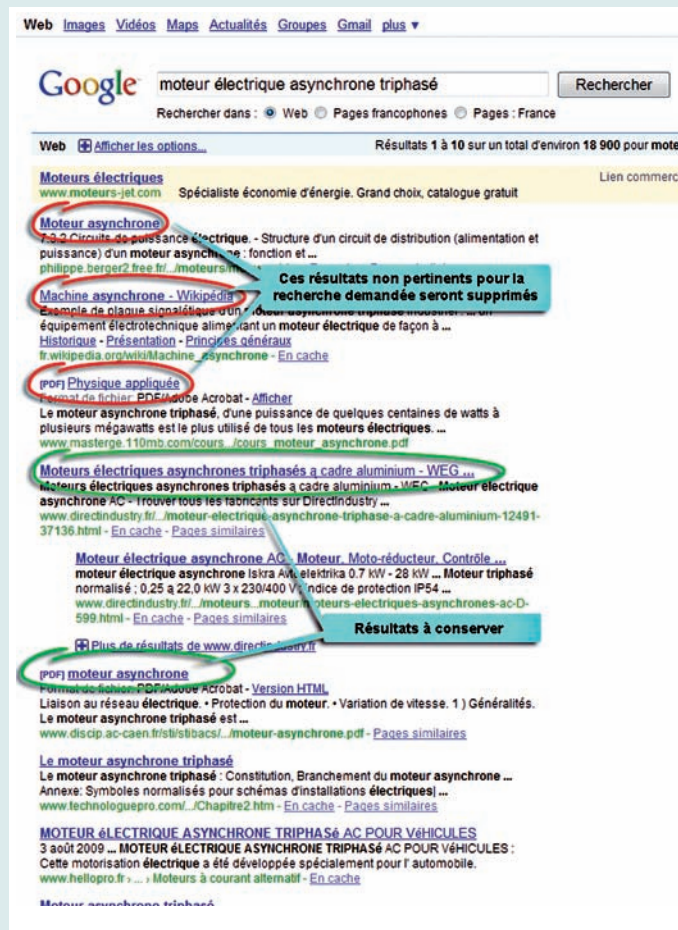 Web Images Vidéos Maps Actualités Groupes Gmail plus ▼
Google moteur électrique asynchrone triphasé Rechercher
Rechercher dans : Web Pages francophones Pages : France
Web Afficher les options... Résultats 1 à 10 sur un total d'environ 18 900 pour mote
Moteurs électriques Lien commerc
www.moteurs-jet.com Spécialiste économie d'énergie. Grand choix, catalogue gratuit
Moteur asynchrone
7.3.2 Circuits de puissance électrique. - Structure d'un circuit de distribution (alimentation et
puissance) d'un moteur asynchrone : fonction et ...
philippe.berger2.free.fr/.../moteurs/
Ces résultats non pertinents pour la
recherche demandée seront supprimés
Machine asynchrone - Wikipédia
Exemple de plaque signalétique d'un moteur asynchrone triphasé industriel : ... un
équipement électrotechnique alimentant un moteur électrique de façon à ...
Historique - Présentation - Principes généraux
fr.wikipedia.org/wiki/Machine_asynchrone - En cache
[PDF] Physique appliquée
Format de fichier: PDF/Adobe Acrobat - Afficher
Le moteur asynchrone triphasé, d'une puissance de quelques centaines de watts à
plusieurs mégawatts est le plus utilisé de tous les moteurs électriques. ...
www.masterge.110mb.com/cours.../cours_moteur_asynchrone.pdf
Moteurs électriques asynchrones triphasés q cadre aluminium - WEG ...
Moteurs électriques asynchrones triphasés q cadre aluminium - WEG - Moteur électrique
asynchrone AC - Trouver tous les fabricants sur DirectIndustry ...
www.directindustry.fr/.../moteur-electrique-asynchrone-triphase-a-cadre-aluminium-12491-
37136.html - En cache - Pages similaires
Moteur électrique asynchrone AC - Moteur, Moto-réducteur, Contrôle ...
moteur électrique asynchrone Iskra Avtoelektrika 0.7 kW - 28 kW ... Moteur triphasé
normalisé ; 0,25 q 22,0 kW 3 x 230/400 V indice de protection IP54 ...
www.directindustry.fr/.../moteurs...moteur/moteurs-electriques-asynchrones-ac-D-
599.html - En cache - Pages similaires
Résultats à conserver
Plus de résultats de www.directindustry.fr
[PDF] moteur asynchrone
Format de fichier: PDF/Adobe Acrobat - Version HTML
Liaison au réseau électrique. • Protection du moteur. • Variation de vitesse. 1 ) Généralités.
Le moteur asynchrone triphasé est ...
www.discip.ac-caen.fr/sti/stibacs/.../moteur-asynchrone.pdf - Pages similaires
Le moteur asynchrone triphasé
Le moteur asynchrone triphasé : Constitution, Branchement du moteur asynchrone ...
Annexe: Symboles normalisés pour schémas d'installations électriques| ...
www.technologuepro.com/.../Chapitre2.htm - En cache - Pages similaires
MOTEUR éLECTRIQUE ASYNCHRONE TRIPHASé AC POUR VéHICULES
3 août 2009 ... MOTEUR éLECTRIQUE ASYNCHRONE TRIPHASé AC POUR VéHICULES :
Cette motorisation électrique a été développée spécialement pour l' automobile.
www.hellopro.fr › ... › Moteurs à courant alternatif - En cache
Moteur asynchrone triphasé